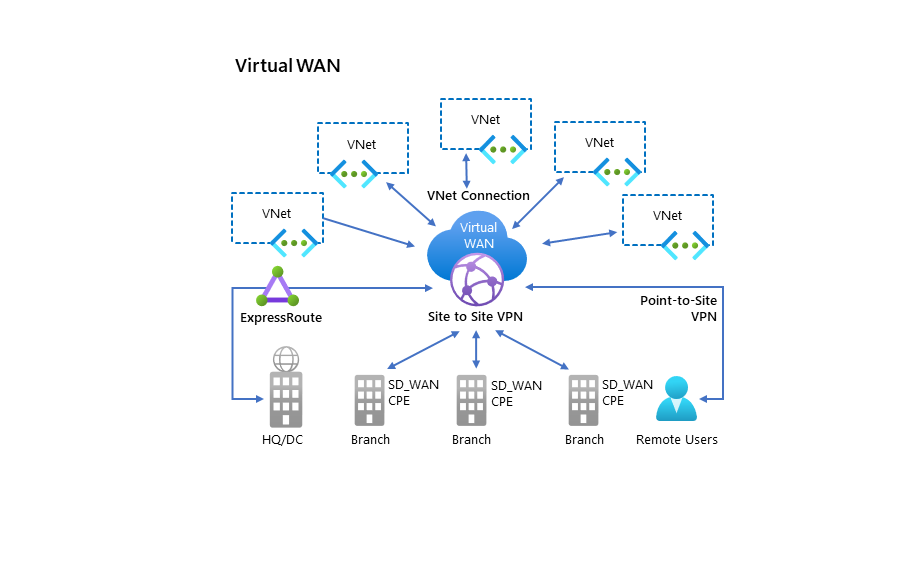 Virtual WAN
VNet
VNet
VNet
VNet
VNet
VNet Connection
Virtual
WAN
ExpressRoute
Site to Site VPN
Point-to-Site
VPN
SD_WAN
CPE
SD_WAN
CPE
SD_WAN
CPE
HQ/DC
Branch
Branch
Branch
Remote Users